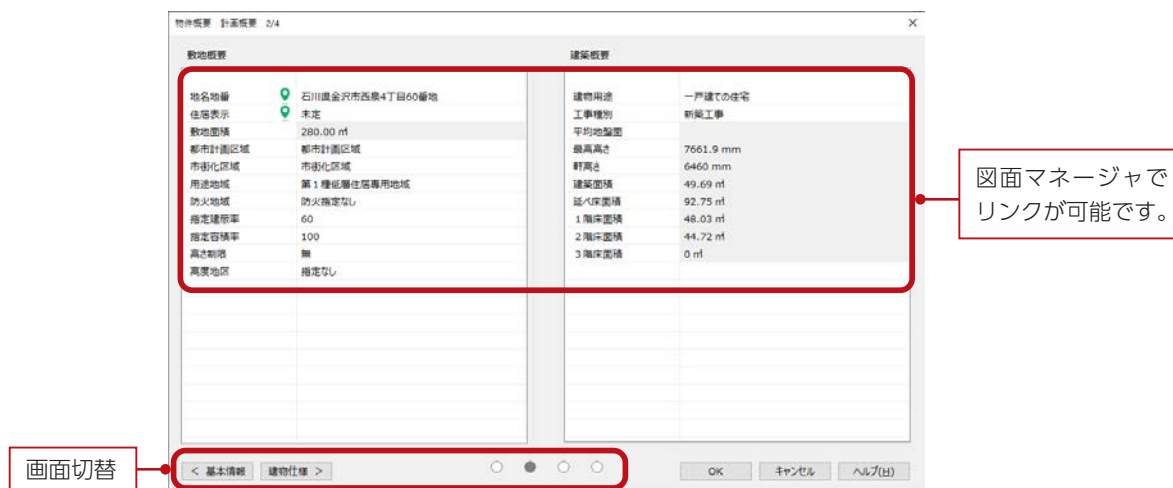 物件概要 計画概要 2/4
×
敷地概要
地名地番 石川県金沢市西泉4丁目60番地
住居表示 未定
敷地面積 280.00 ㎡
都市計画区域 都市計画区域
市街化区域 市街化区域
用途地域 第1種低層住居専用地域
防火地域 防火指定なし
指定建蔽率 60
指定容積率 100
高さ制限 無
高度地区 指定なし
建築概要
建物用途 一戸建ての住宅
工事種別 新築工事
平均地盤面
最高高さ 7661.9 mm
軒高さ 6460 mm
建築面積 49.69 ㎡
延べ床面積 92.75 ㎡
1階床面積 48.03 ㎡
2階床面積 44.72 ㎡
3階床面積 0 ㎡
図面マネージャで
リンクが可能です。
画面切替
< 基本情報 建物仕様 >
OK キャンセル ヘルプ(H)